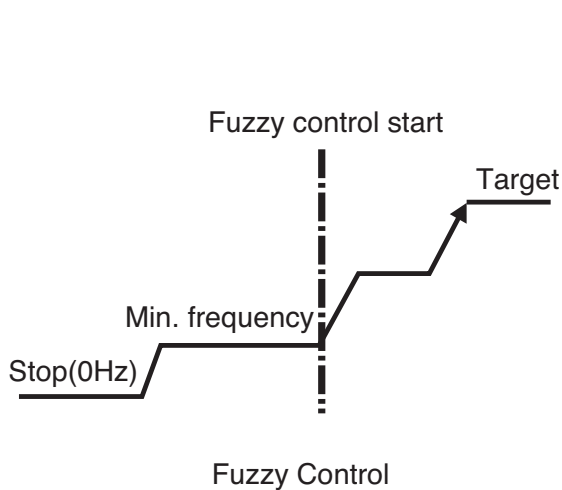 Fuzzy control start
Target
Min. frequency
Stop(0Hz)
Fuzzy Control